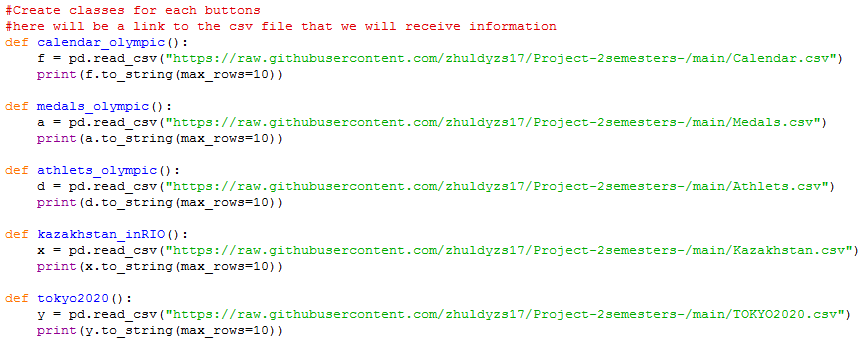 #Create classes for each buttons
#here will be a link to the csv file that we will receive information
def calendar_olympic():
    f = pd.read_csv("https://raw.githubusercontent.com/zhuldyzs17/Project-2semesters-/main/Calendar.csv")
    print(f.to_string(max_rows=10))

def medals_olympic():
    a = pd.read_csv("https://raw.githubusercontent.com/zhuldyzs17/Project-2semesters-/main/Medals.csv")
    print(a.to_string(max_rows=10))

def athlets_olympic():
    d = pd.read_csv("https://raw.githubusercontent.com/zhuldyzs17/Project-2semesters-/main/Athlets.csv")
    print(d.to_string(max_rows=10))

def kazakhstan_inRIO():
    x = pd.read_csv("https://raw.githubusercontent.com/zhuldyzs17/Project-2semesters-/main/Kazakhstan.csv")
    print(x.to_string(max_rows=10))

def tokyo2020():
    y = pd.read_csv("https://raw.githubusercontent.com/zhuldyzs17/Project-2semesters-/main/TOKYO2020.csv")
    print(y.to_string(max_rows=10))